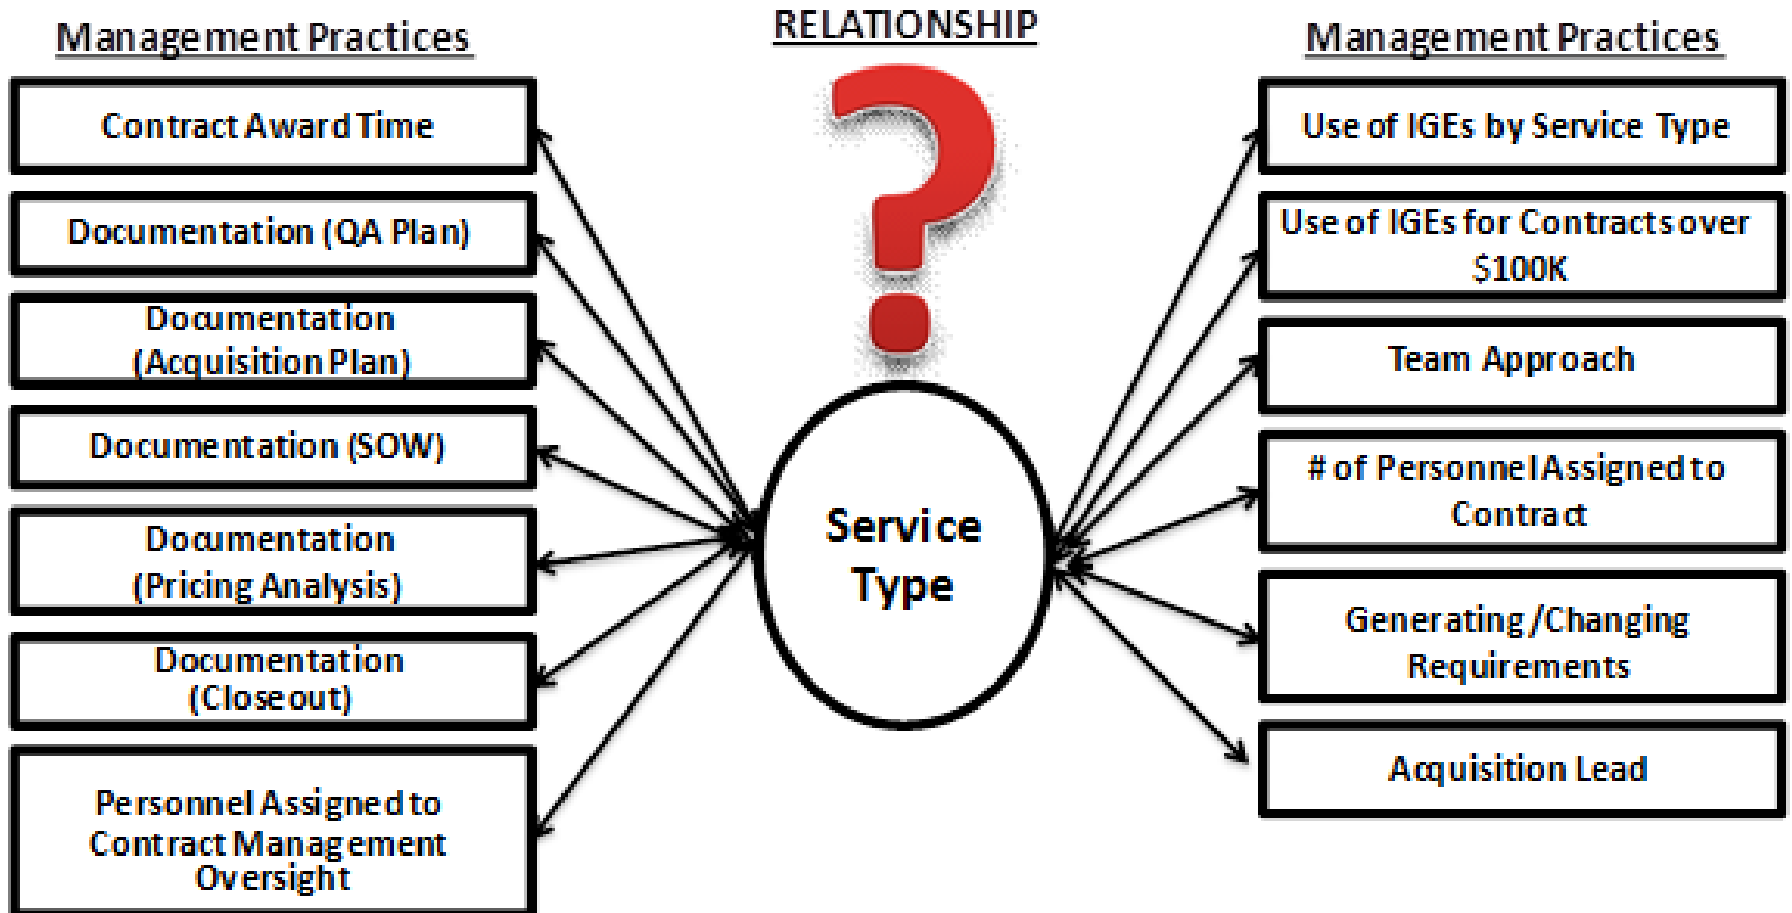 Management Practices
Contract Award Time
Documentation (QA Plan)
Documentation
(Acquisition Plan)
Documentation (SOW)
Documentation
(Pricing Analysis)
Documentation
(Closeout)
Personnel Assigned to
Contract Management
Oversight
RELATIONSHIP
?
Service
Type
Management Practices
Use of IGEs by Service Type
Use of IGEs for Contracts over
$100K
Team Approach
# of Personnel Assigned to
Contract
Generating/Changing
Requirements
Acquisition Lead